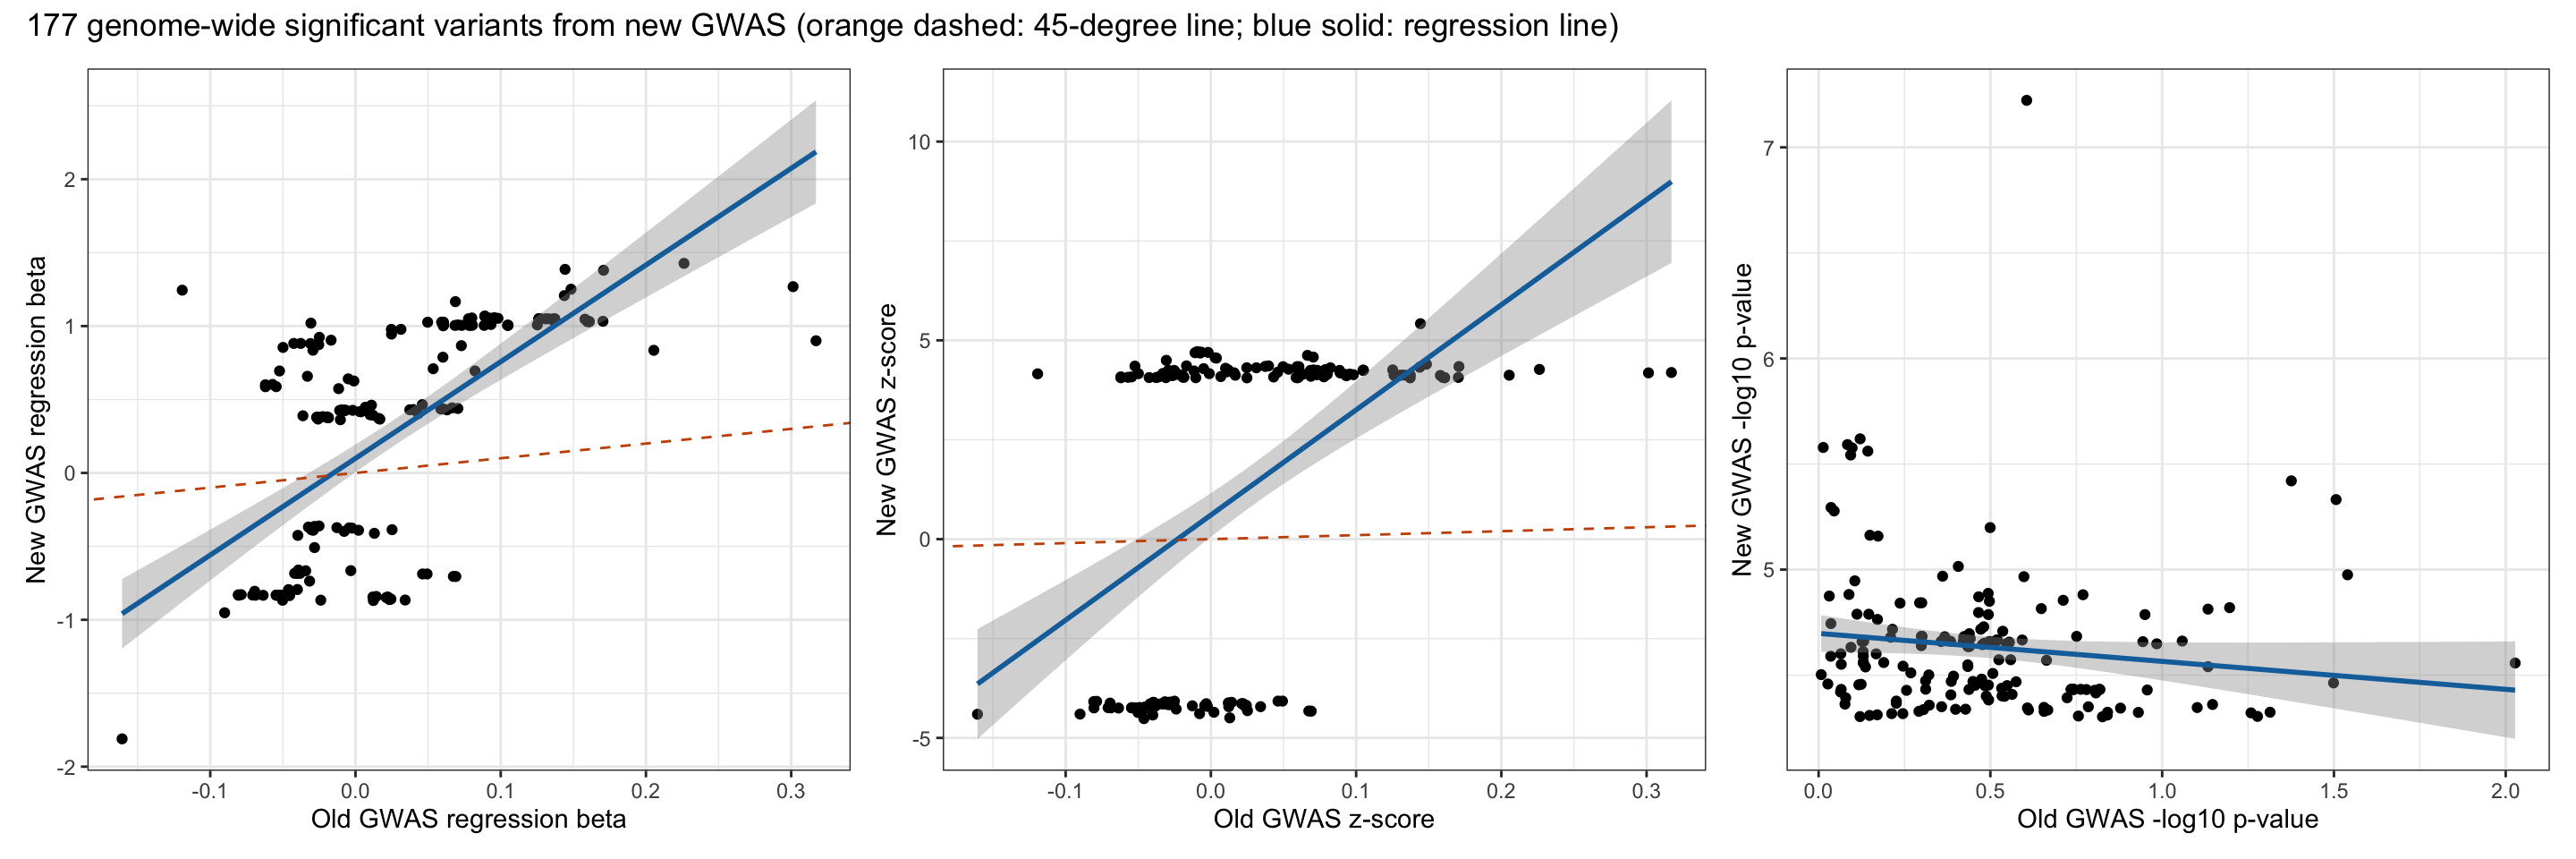 177 genome-wide significant variants from new GWAS (orange dashed: 45-degree line; blue solid: regression line)
New GWAS regression beta
2
1
0
-1
-2
-0.1 0.0 0.1 0.2 0.3
Old GWAS regression beta
New GWAS z-score
10
5
0
-5
-0.1 0.0 0.1 0.2 0.3
Old GWAS z-score
New GWAS -log10 p-value
7
6
5
0.0 0.5 1.0 1.5 2.0
Old GWAS -log10 p-value